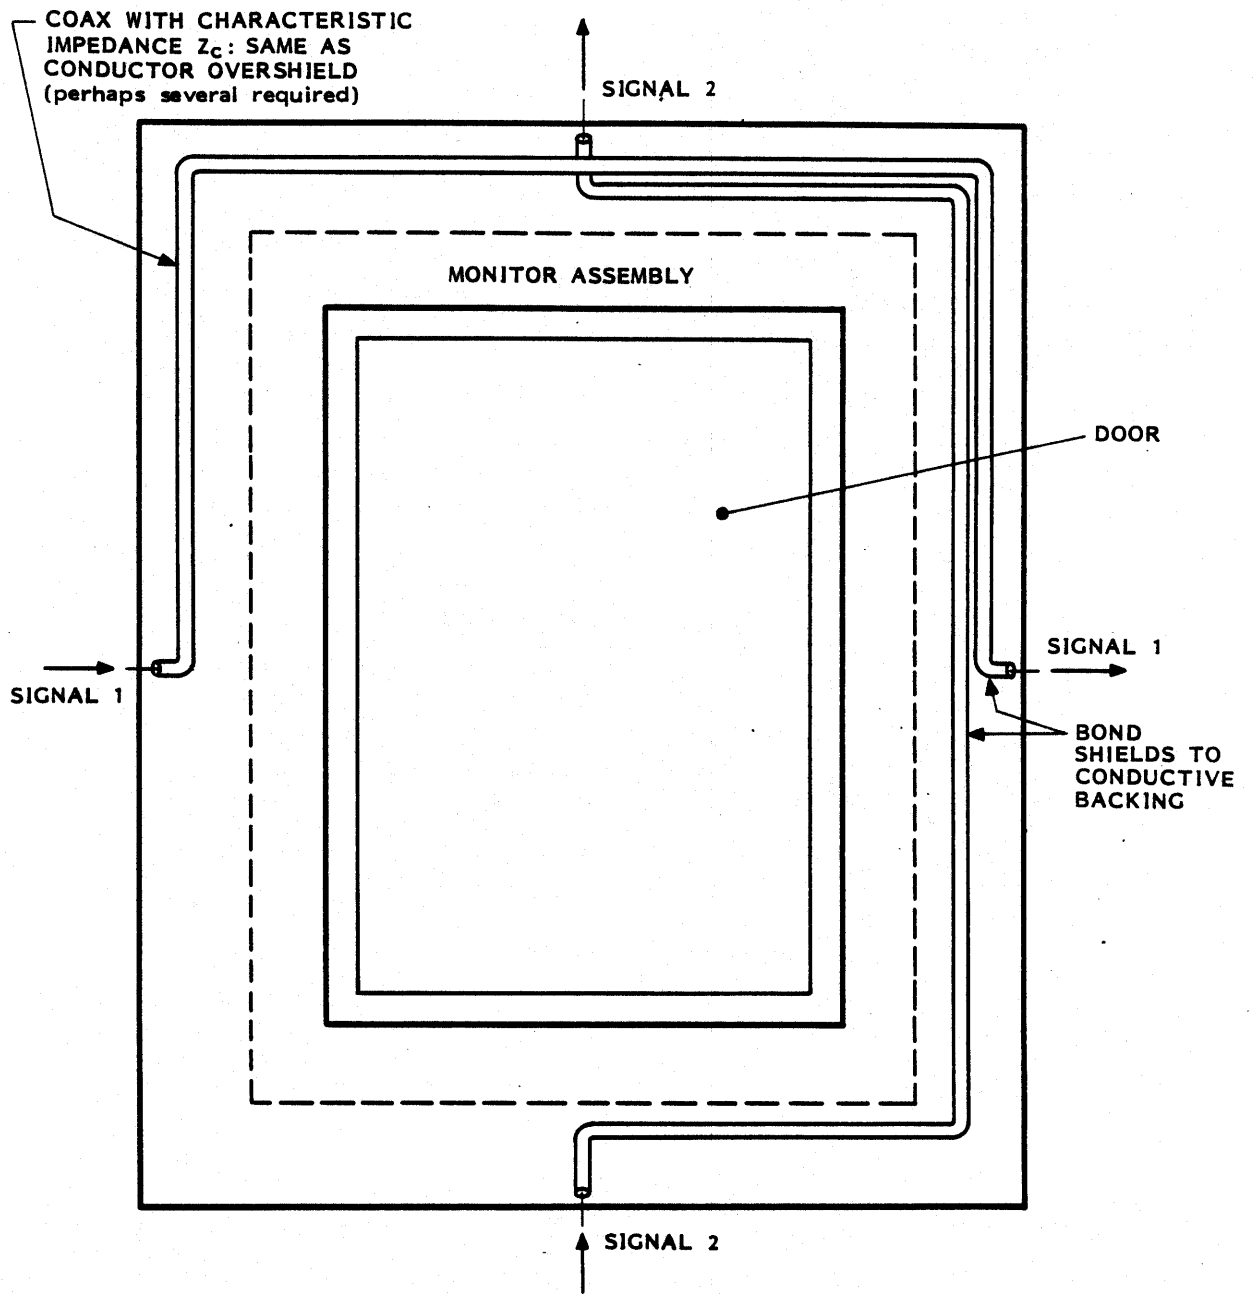 COAX WITH CHARACTERISTIC
IMPEDANCE Zc: SAME AS
CONDUCTOR OVERSHIELD
(perhaps several required)
SIGNAL 2
MONITOR ASSEMBLY
DOOR
SIGNAL 1
SIGNAL 1
BOND
SHIELDS TO
CONDUCTIVE
BACKING
SIGNAL 2